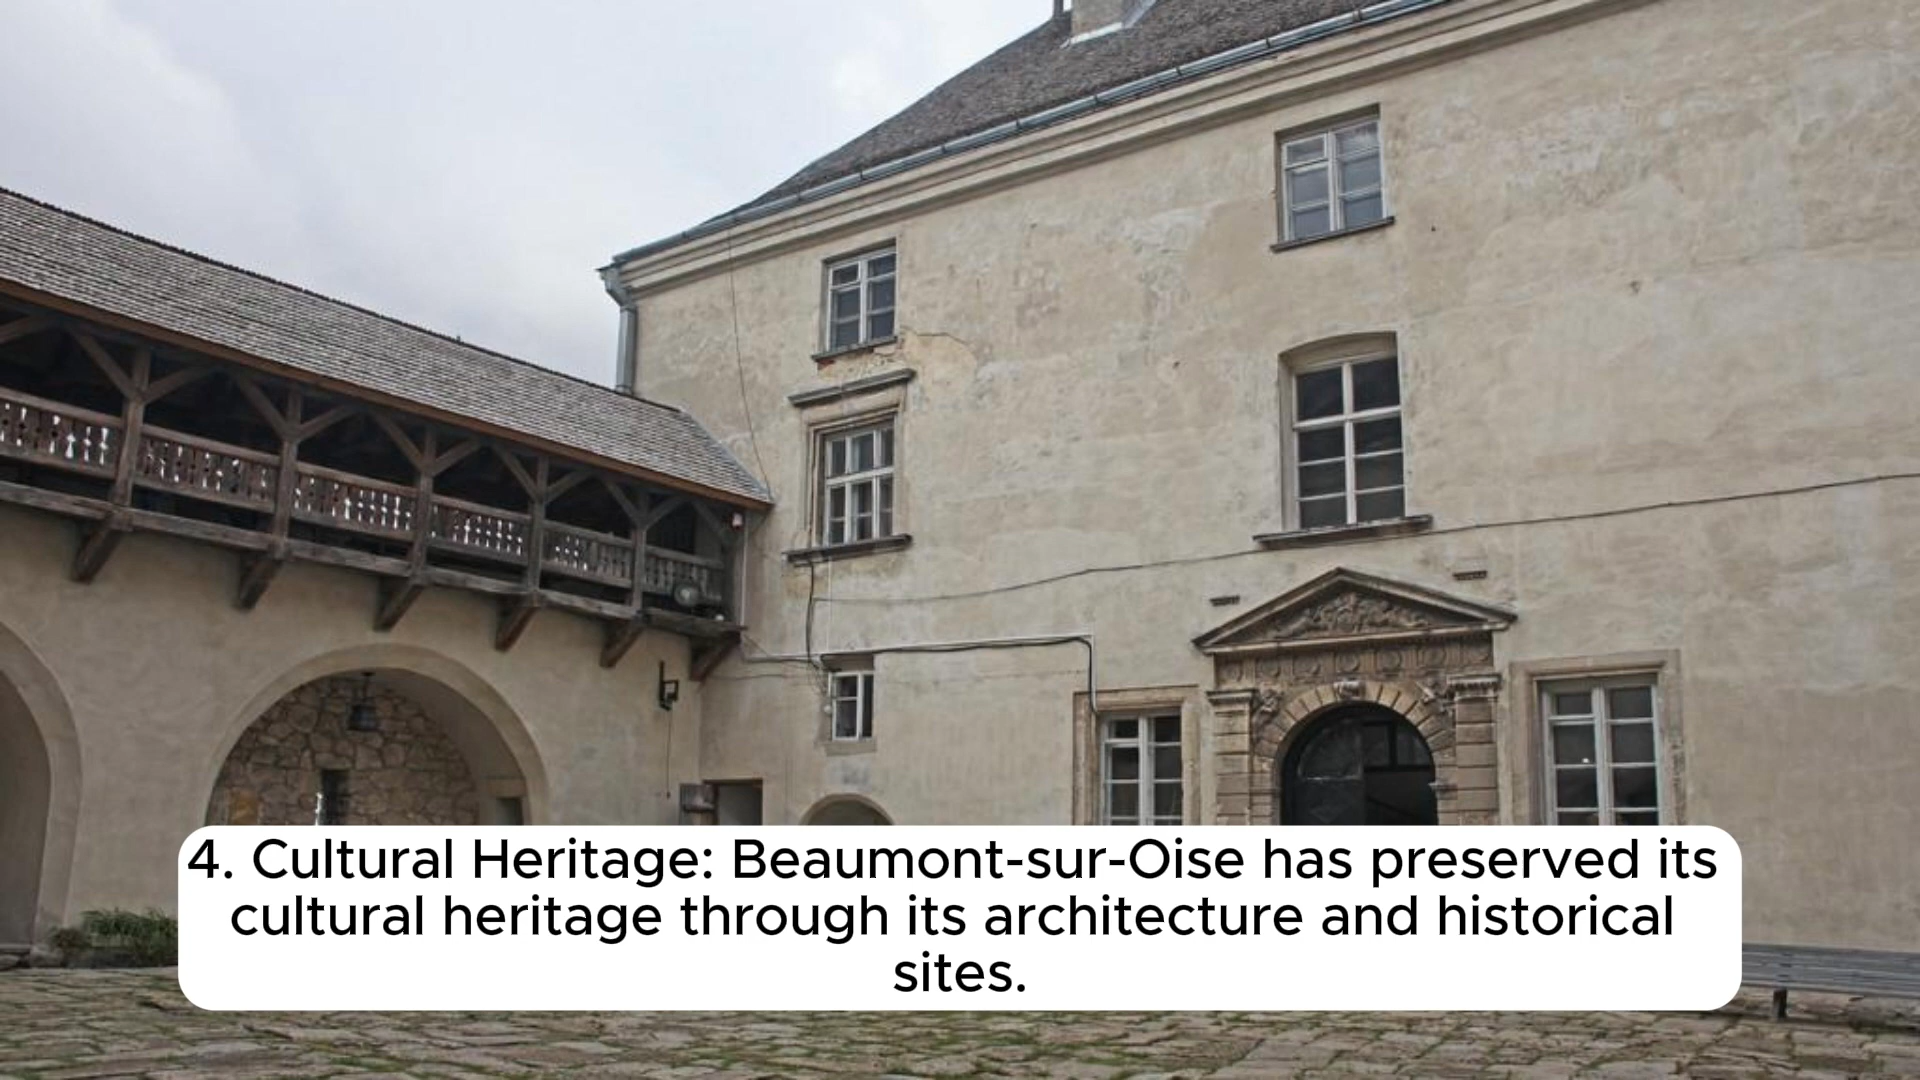 4. Cultural Heritage: Beaumont-sur-Oise has preserved its
cultural heritage through its architecture and historical
sites.